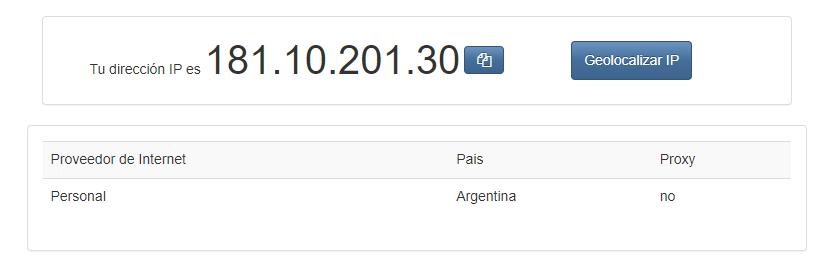 Tu dirección IP es 181.10.201.30 Geolocalizar IP
Proveedor de Internet Pais Proxy
Personal Argentina no